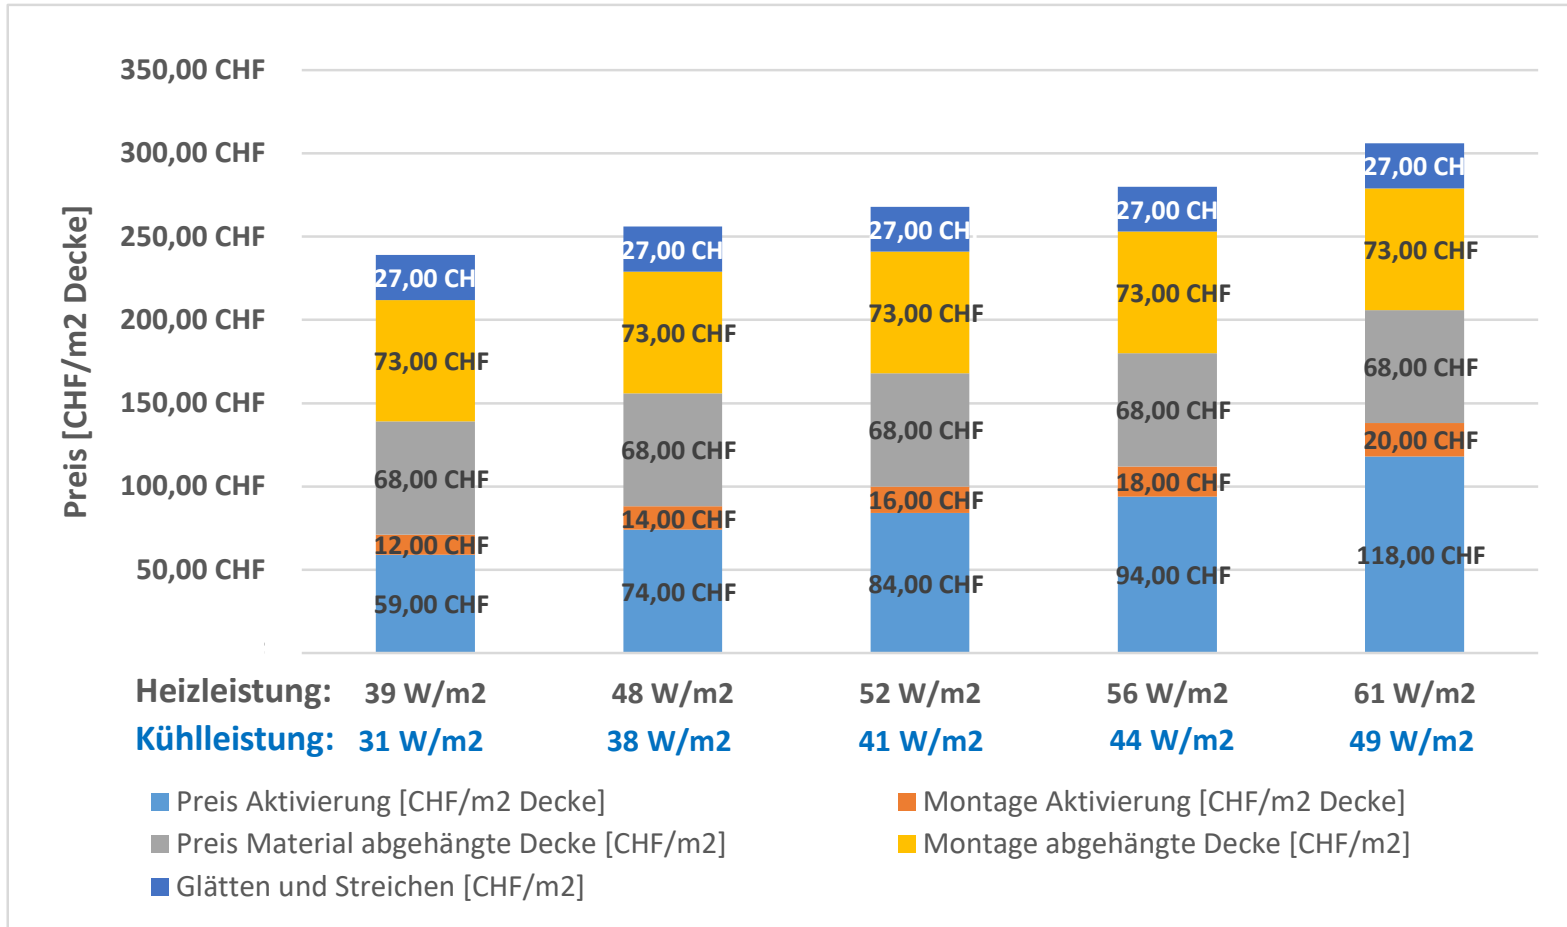 350,00 CHF
300,00 CHF
250,00 CHF
200,00 CHF
150,00 CHF
100,00 CHF
50,00 CHF
Preis [CHF/m2 Decke]
27,00 CH
27,00 CH
27,00 CH
27,00 CH
27,00 CH
73,00 CHF
73,00 CHF
73,00 CHF
73,00 CHF
73,00 CHF
68,00 CHF
68,00 CHF
68,00 CHF
68,00 CHF
68,00 CHF
12,00 CHF
14,00 CHF
16,00 CHF
18,00 CHF
20,00 CHF
59,00 CHF
74,00 CHF
84,00 CHF
94,00 CHF
118,00 CHF
Heizleistung: 39 W/m2 48 W/m2 52 W/m2 56 W/m2 61 W/m2
Kühlleistung: 31 W/m2 38 W/m2 41 W/m2 44 W/m2 49 W/m2
Preis Aktivierung [CHF/m2 Decke] Montage Aktivierung [CHF/m2 Decke]
Preis Material abgehängte Decke [CHF/m2] Montage abgehängte Decke [CHF/m2]
Glätten und Streichen [CHF/m2]